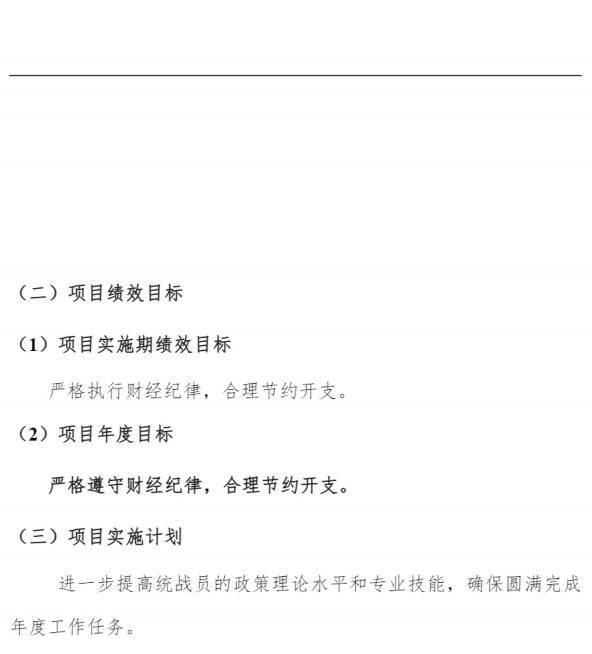 （二）项目绩效目标
（1）项目实施期绩效目标
严格执行财经纪律，合理节约开支。
（2）项目年度目标
严格遵守财经纪律，合理节约开支。
（三）项目实施计划
进一步提高统战员的政策理论水平和专业技能，确保圆满完成
年度工作任务。